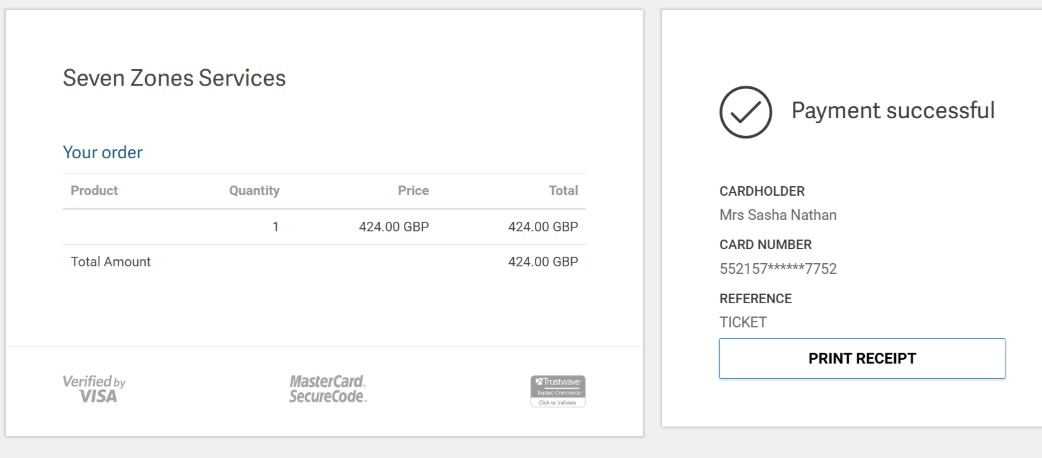 Seven Zones Services
Your order
Product Quantity Price Total
1 424.00 GBP 424.00 GBP
Total Amount 424.00 GBP
Verified by
VISA
MasterCard.
SecureCode.
Trustwave
Trusted Commerce
Click to Validate
Payment successful
CARDHOLDER
Mrs Sasha Nathan
CARD NUMBER
552157******7752
REFERENCE
TICKET
PRINT RECEIPT